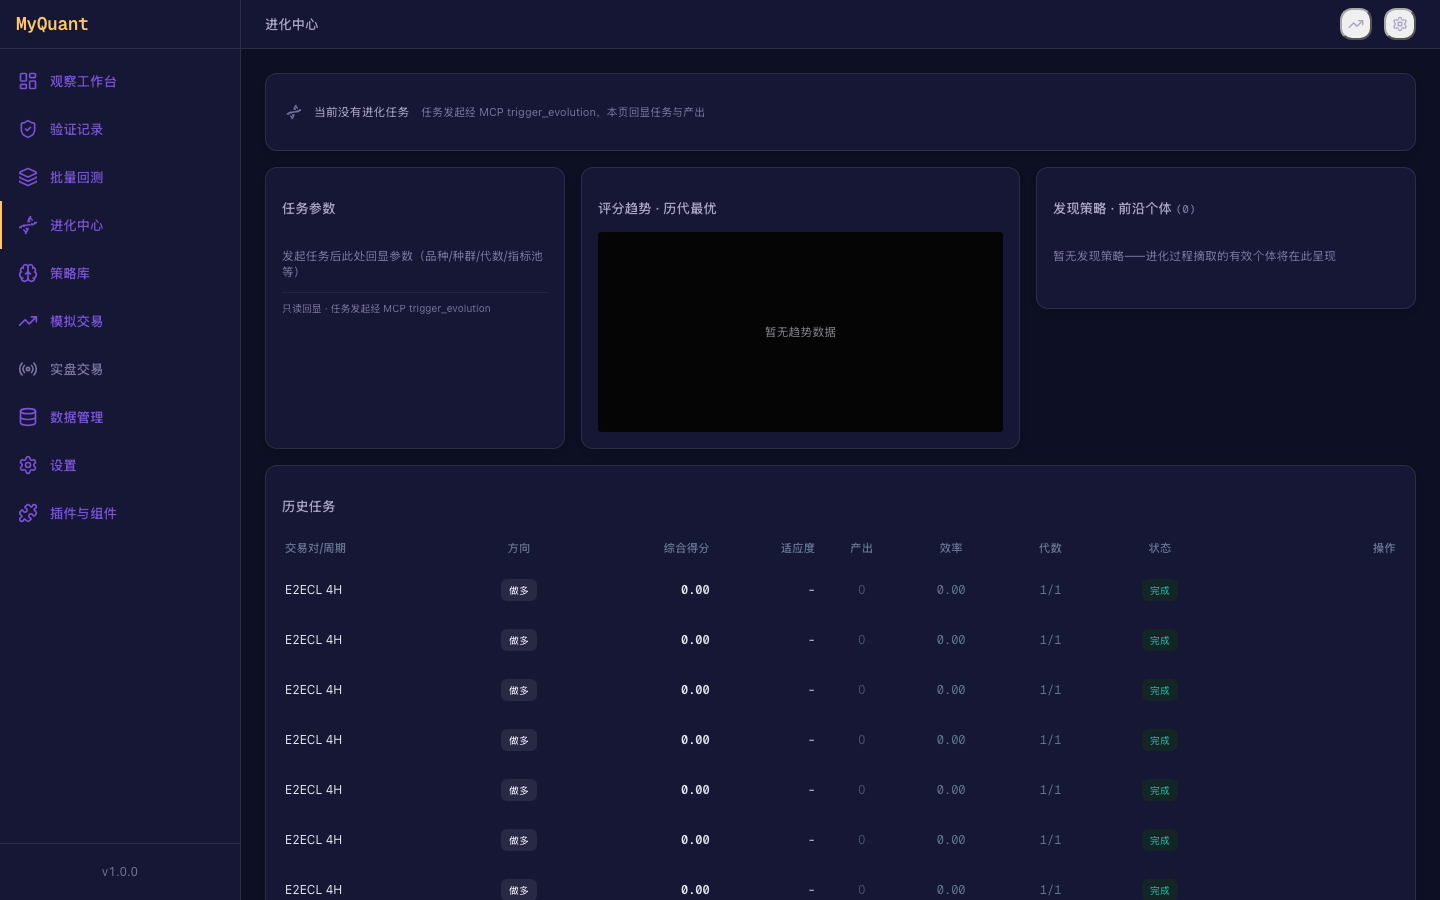 MyQuant
进化中心
观察工作台
验证记录
批量回测
进化中心
策略库
模拟交易
实盘交易
数据管理
设置
插件与组件
v1.0.0
当前没有进化任务 任务发起经 MCP trigger_evolution，本页回显任务与产出
任务参数
发起任务后此处回显参数（品种/种群/代数/指标池
等）
只读回显 · 任务发起经 MCP trigger_evolution
评分趋势 · 历代最优
暂无趋势数据
发现策略 · 前沿个体 (0)
暂无发现策略——进化过程摘取的有效个体将在此呈现
历史任务
交易对/周期 方向 综合得分 适应度 产出 效率 代数 状态 操作
E2ECL 4H 做多 0.00 - 0 0.00 1/1 完成
E2ECL 4H 做多 0.00 - 0 0.00 1/1 完成
E2ECL 4H 做多 0.00 - 0 0.00 1/1 完成
E2ECL 4H 做多 0.00 - 0 0.00 1/1 完成
E2ECL 4H 做多 0.00 - 0 0.00 1/1 完成
E2ECL 4H 做多 0.00 - 0 0.00 1/1 完成
E2ECL 4H 做多 0.00 - 0 0.00 1/1 完成